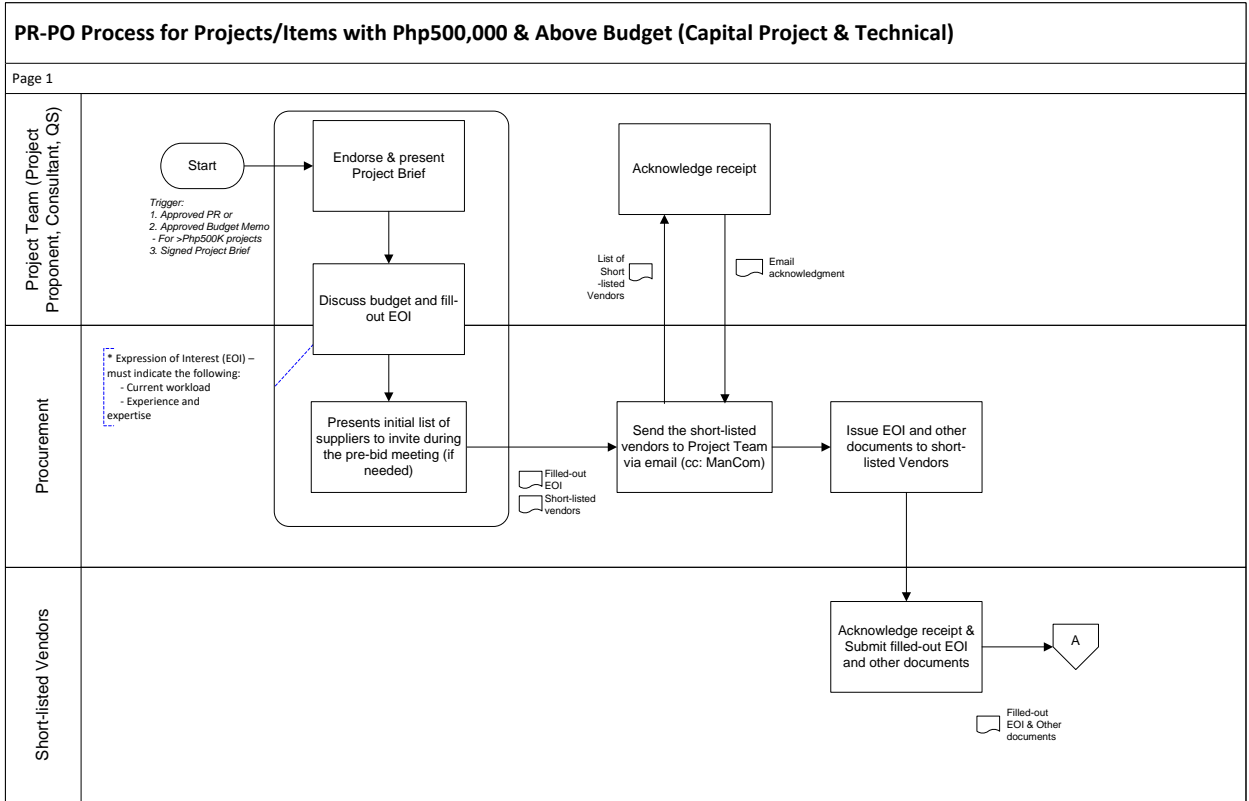 PR-PO Process for Projects/Items with Php500,000 & Above Budget (Capital Project & Technical)
Page 1
Project Team (Project
Proponent, Consultant, QS)
Start
Trigger:
1. Approved PR or
2. Approved Budget Memo
- For >Php500K projects
3. Signed Project Brief
Endorse & present
Project Brief
Discuss budget and fill-
out EOI
Acknowledge receipt
List of
Short
-listed
Vendors
Email
acknowledgment
Procurement
* Expression of Interest (EOI) –
must indicate the following:
- Current workload
- Experience and
expertise
Presents initial list of
suppliers to invite during
the pre-bid meeting (if
needed)
Filled-out
EOI
Short-listed
vendors
Send the short-listed
vendors to Project Team
via email (cc: ManCom)
Issue EOI and other
documents to short-
listed Vendors
Short-listed Vendors
Acknowledge receipt &
Submit filled-out EOI
and other documents
A
Filled-out
EOI & Other
documents